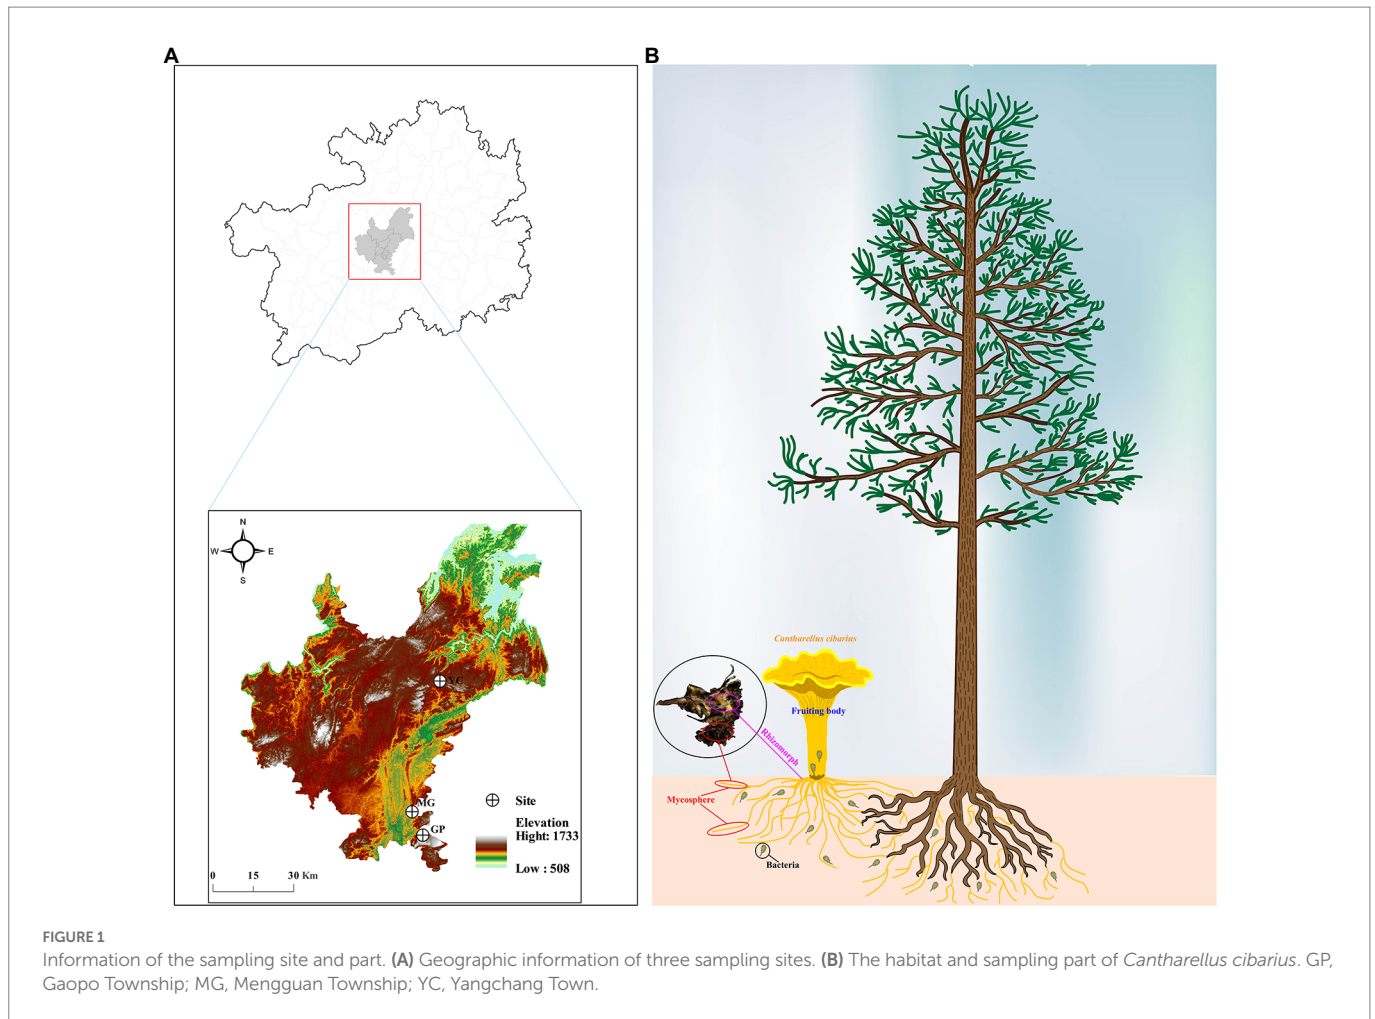 A
N
W
E
S
YC
MG
GP
Site
Elevation
Hight: 1733
Low : 508
0 15 30 Km
B
Cantharellus cibarius
Fruiting body
Rhizomorph
Mycosphere
Bacteria
FIGURE 1
Information of the sampling site and part. (A) Geographic information of three sampling sites. (B) The habitat and sampling part of Cantharellus cibarius. GP,
Gaopo Township; MG, Mengguan Township; YC, Yangchang Town.